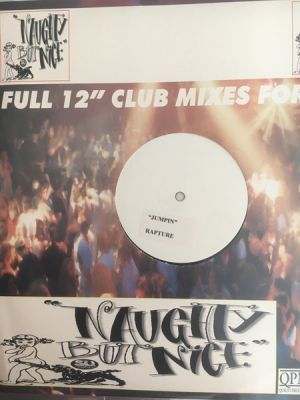 "NAUGHTY
BUT
NICE"
FULL 12" CLUB MIXES FOR
"JUMPIN"
RAPTURE
"NAUGHTY
BUT
NICE"